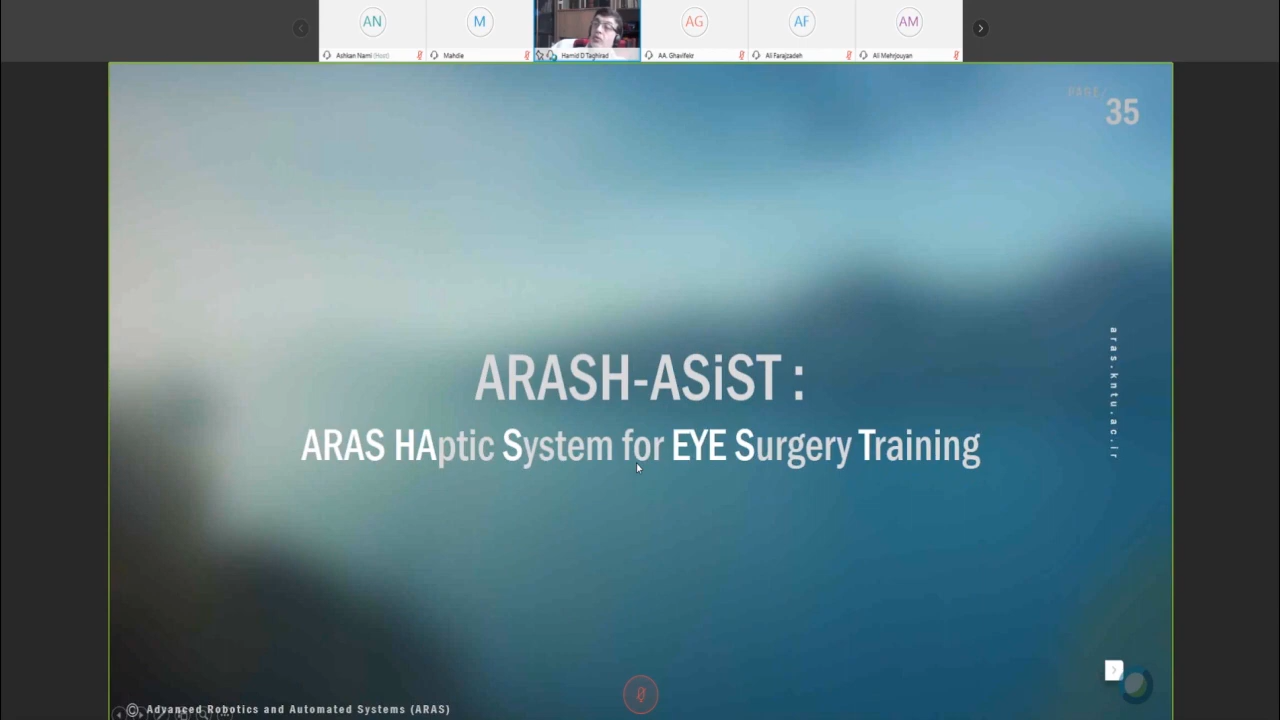 AN
M
AG
AF
AM
Ashkan Nami (Host)
Mahdie
Hamid D Taghirad
AA. Ghavifekr
Ali Farajzadeh
Ali Mehrjouyan
PAGE/
35
ARASH-ASiST :
ARAS HAptic System for EYE Surgery Training
aras.kntu.ac.ir
© Advanced Robotics and Automated Systems (ARAS)